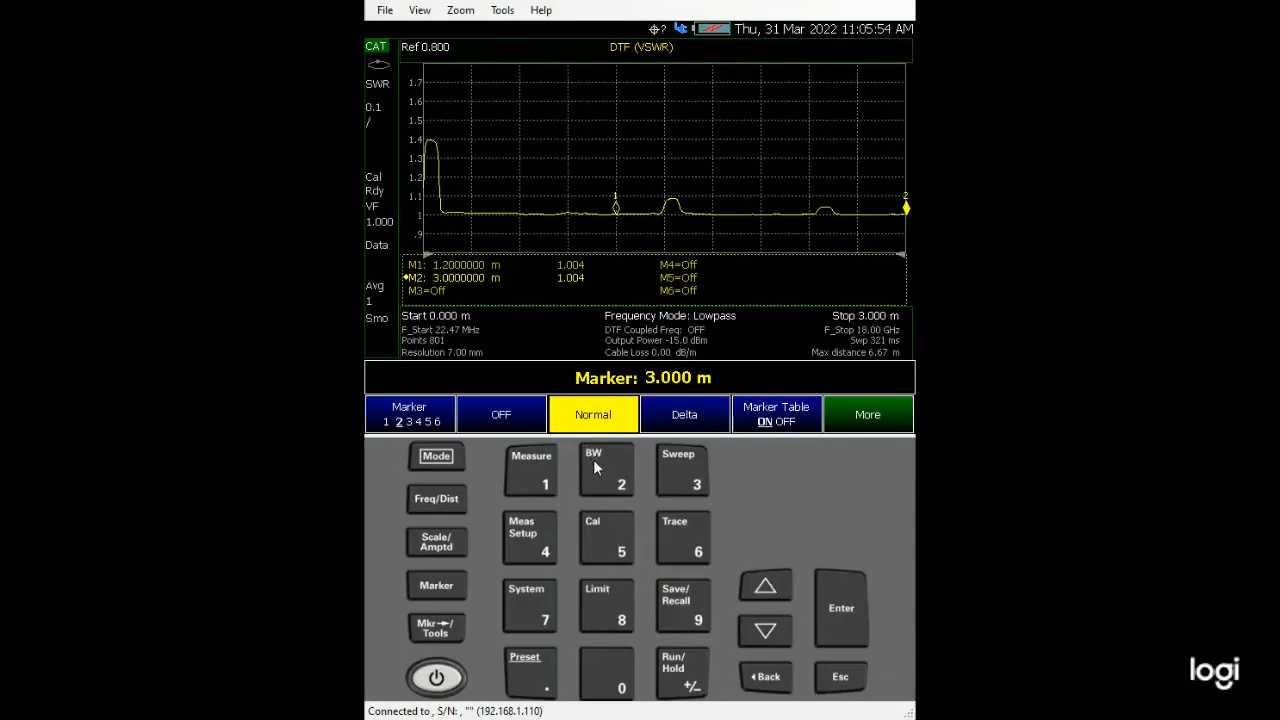 File View Zoom Tools Help
? Thu, 31 Mar 2022 11:05:54 AM
CAT Ref 0.800 DTF (VSWR)
SWR
0.1
/
Cal
Rdy
VF
1.000
Data
Avg
1
Smo
1.7
1.6
1.5
1.4
1.3
1.2
1.1
1
.9
1
2
M1: 1.2000000 m 1.004 M4=Off
M2: 3.0000000 m 1.004 M5=Off
M3=Off M6=Off
Start 0.000 m Frequency Mode: Lowpass Stop 3.000 m
F_Start 22.47 MHz DTF Coupled Freq: OFF F_Stop 18.00 GHz
Points 801 Output Power -15.0 dBm Swp 321 ms
Resolution 7.00 mm Cable Loss 0.00 dB/m Max distance 6.67 m
Marker: 3.000 m
Marker
1 2 3 4 5 6
OFF
Normal
Delta
Marker Table
ON OFF
More
Mode
Measure
1
BW
2
Sweep
3
Freq/Dist
Scale/
Amptd
Meas
Setup
4
Cal
5
Trace
6
Marker
System
7
Limit
8
Save/
Recall
9
Enter
Mkr→/
Tools
Preset
.
0
Run/
Hold
+/-
Back
Esc
logi
Connected to , S/N: , "" (192.168.1.110)